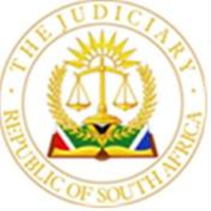 THE JUDICIARY
REPUBLIC OF SOUTH AFRICA